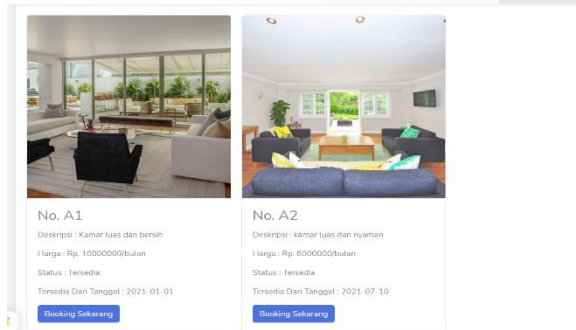 No. A1
Deskripsi : Kamar luas dan bersih
Harga : Rp. 10000000/bulan
Status : Tersedia
Tersedia Dari Tanggal : 2021-01-01
Booking Sekarang
No. A2
Deskripsi : kamar luas dan nyaman
Harga : Rp. 6000000/bulan
Status : Tersedia
Tersedia Dari Tanggal : 2021-07-10
Booking Sekarang